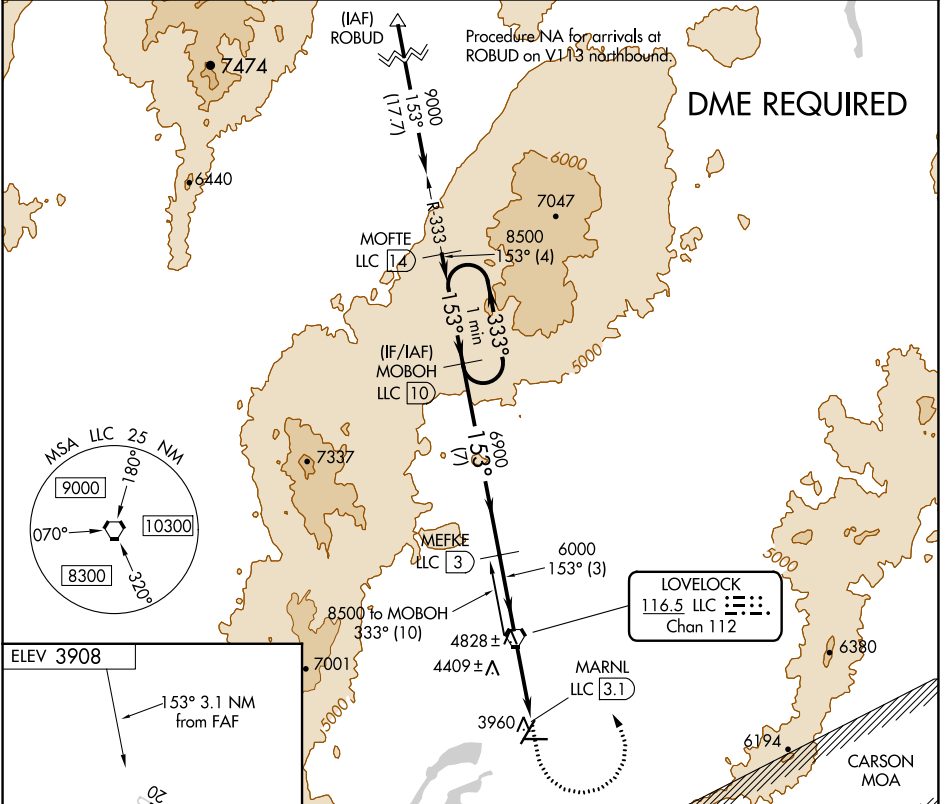 (IAF)
ROBUD
Procedure NA for arrivals at
ROBUD on V113 northbound.
7474
9000
153°
(17.7)
DME REQUIRED
6440
6000
7047
R-333
MOFTE
LLC 14
8500
153° (4)
153°
1 min
333°
(IF/IAF)
MOBOH
LLC 10
5000
6900
153°
(7)
7337
MSA LLC 25 NM
180°
9000
070°
10300
8300
320°
MEFKE
LLC 3
6000
153° (3)
5000
8500 to MOBOH
333° (10)
LOVELOCK
116.5 LLC
Chan 112
4828 ±
4409 ±
6380
ELEV 3908
7001
153° 3.1 NM
from FAF
MARNL
LLC 3.1
5000
3960
6194
CARSON
MOA
20